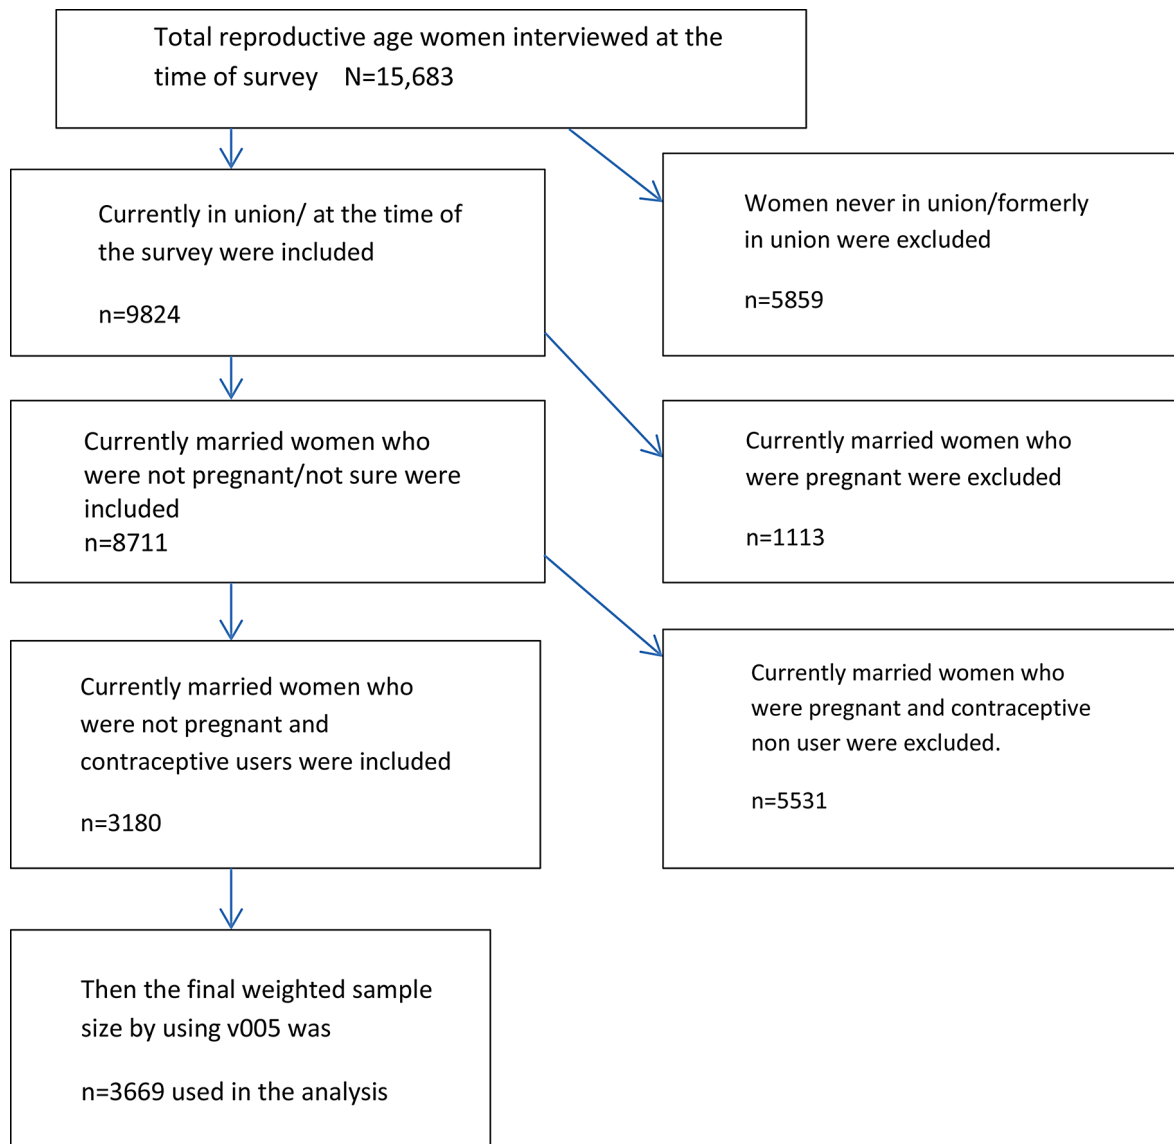 Total reproductive age women interviewed at the
time of survey N=15,683
Currently in union/ at the time of
the survey were included
n=9824
Women never in union/formerly
in union were excluded
n=5859
Currently married women who
were not pregnant/not sure were
included
n=8711
Currently married women who
were pregnant were excluded
n=1113
Currently married women who
were not pregnant and
contraceptive users were included
n=3180
Currently married women who
were pregnant and contraceptive
non user were excluded.
n=5531
Then the final weighted sample
size by using v005 was
n=3669 used in the analysis